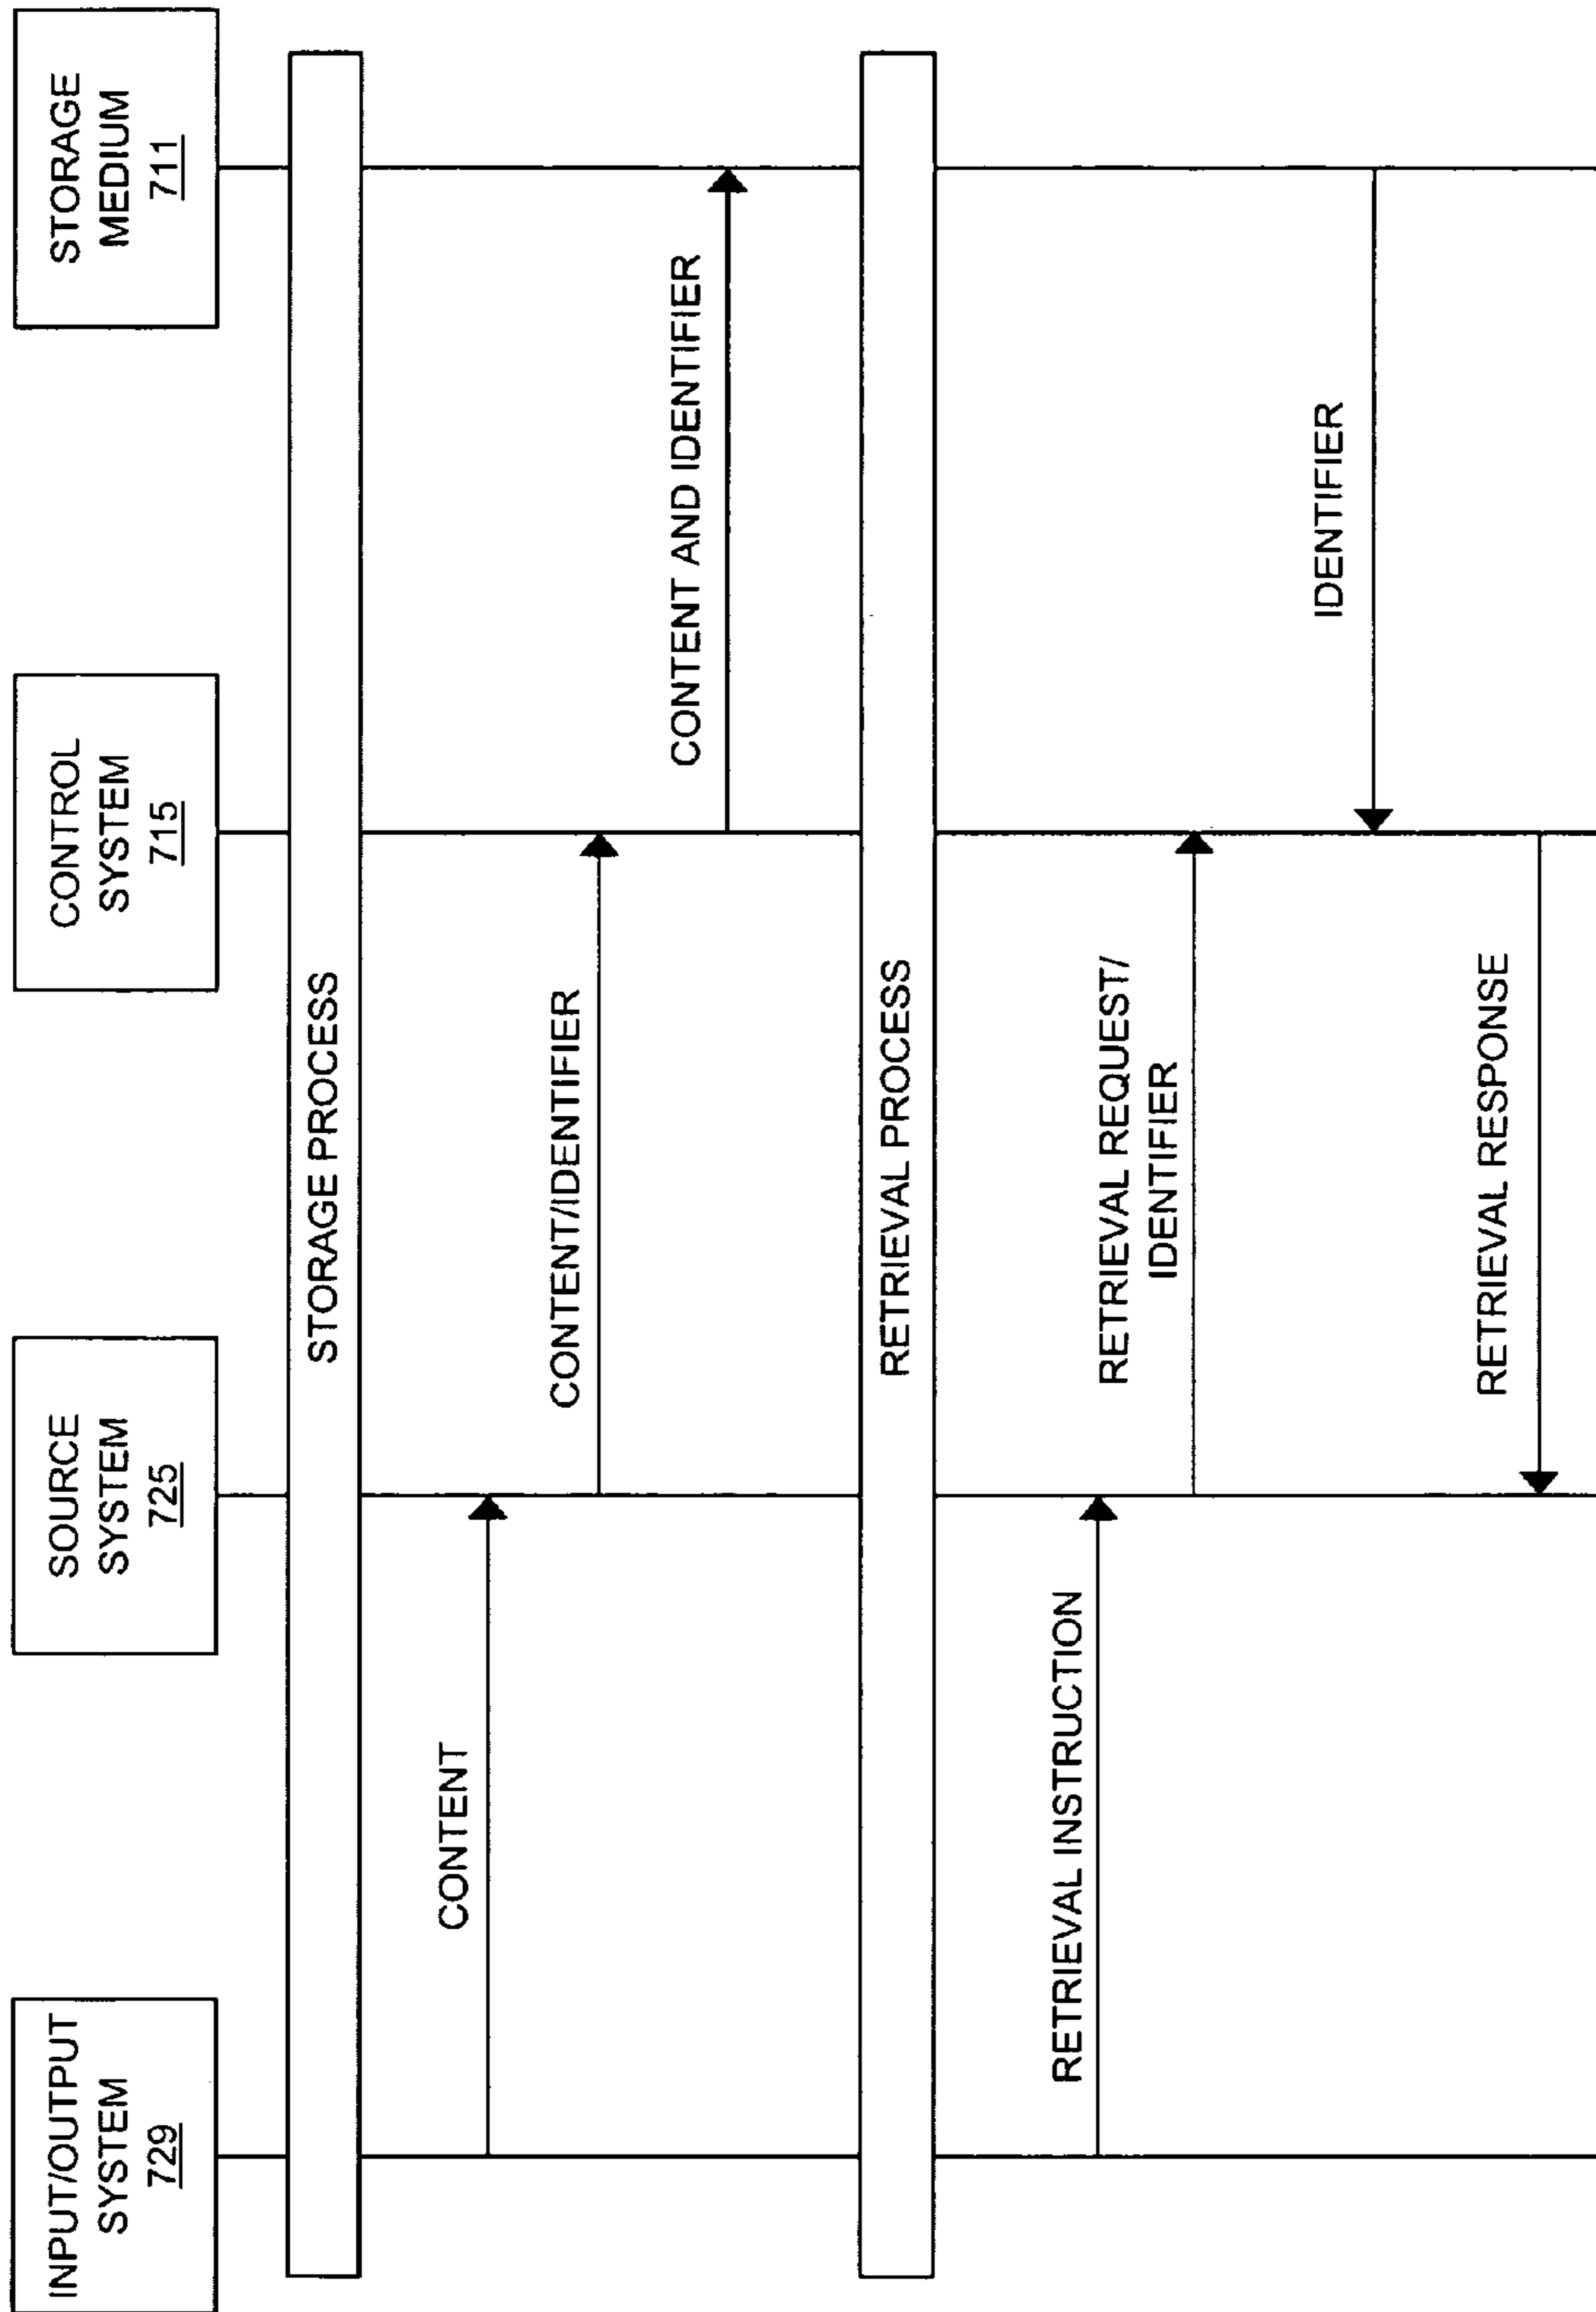 INPUT/OUTPUT
SYSTEM
729
SOURCE
SYSTEM
725
CONTROL
SYSTEM
715
STORAGE
MEDIUM
711
STORAGE PROCESS
CONTENT
CONTENT/IDENTIFIER
CONTENT AND IDENTIFIER
RETRIEVAL PROCESS
RETRIEVAL INSTRUCTION
RETRIEVAL REQUEST/
IDENTIFIER
IDENTIFIER
RETRIEVAL RESPONSE